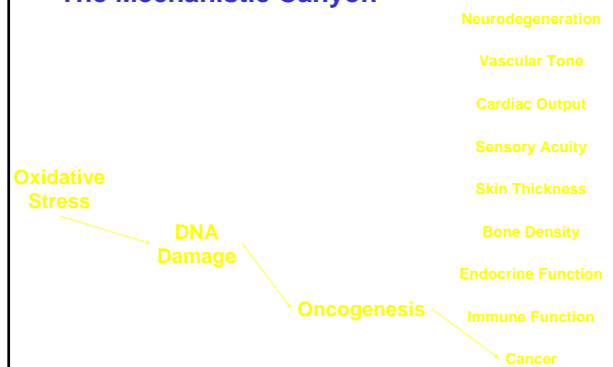 The Mechanistic Canyon
Neurodegeneration
Vascular Tone
Cardiac Output
Sensory Acuity
Oxidative
Stress
Skin Thickness
DNA
Damage
Bone Density
Endocrine Function
Oncogenesis
Immune Function
Cancer